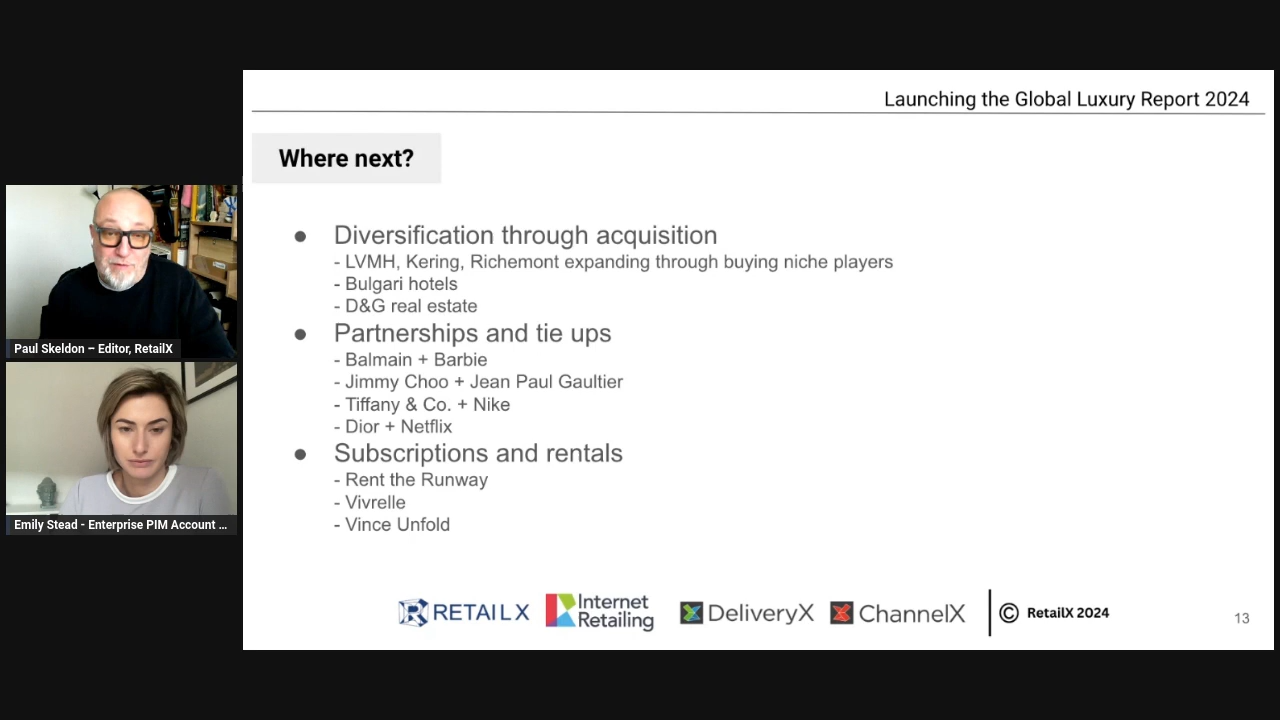 Launching the Global Luxury Report 2024
Where next?
● Diversification through acquisition
- LVMH, Kering, Richemont expanding through buying niche players
- Bulgari hotels
- D&G real estate
● Partnerships and tie ups
- Balmain + Barbie
- Jimmy Choo + Jean Paul Gaultier
- Tiffany & Co. + Nike
- Dior + Netflix
● Subscriptions and rentals
- Rent the Runway
- Vivrelle
- Vince Unfold
Paul Skeldon – Editor, RetailX
Emily Stead - Enterprise PIM Account ...
RETAIL X
Internet
Retailing
DeliveryX
ChannelX
© RetailX 2024
13